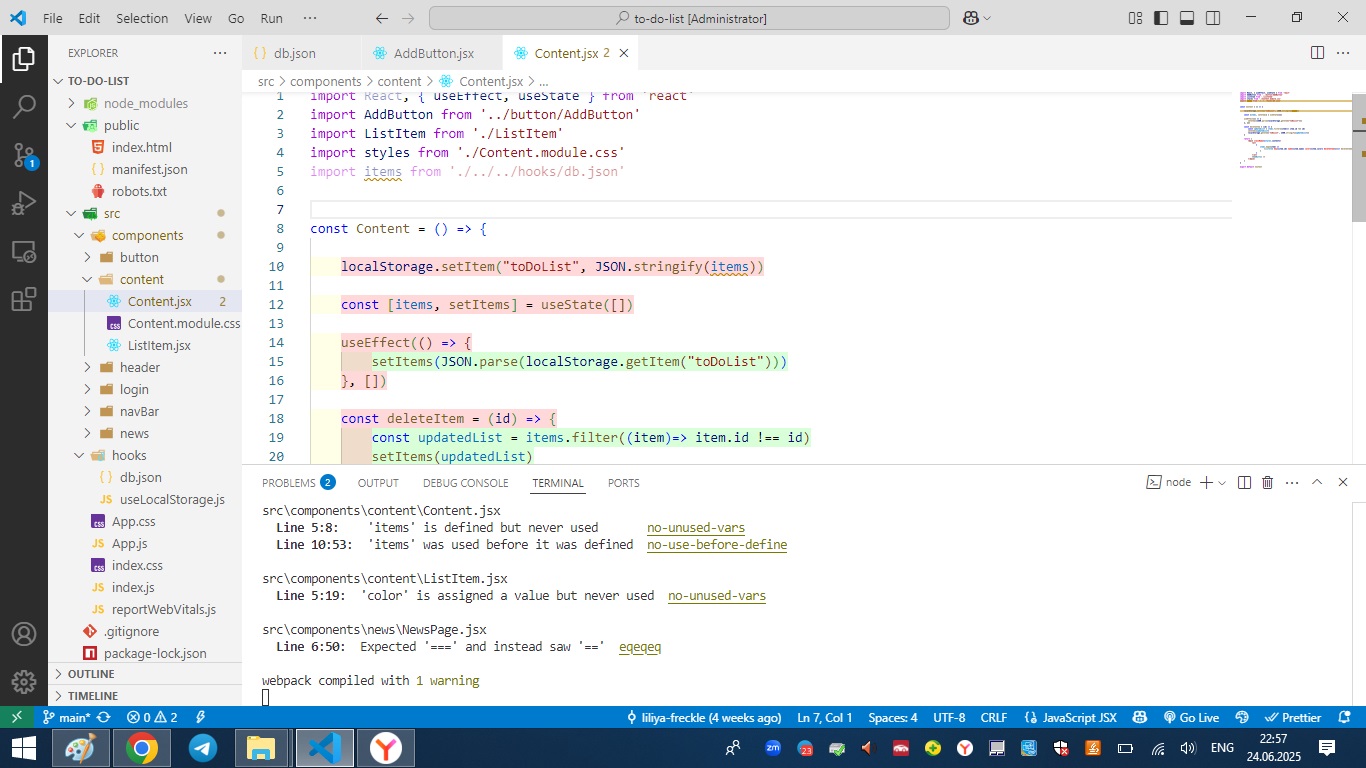 File Edit Selection View Go Run ··· to-do-list [Administrator]
EXPLORER ···
TO-DO-LIST
node_modules
public
index.html
{ } manifest.json
robots.txt
src
components
button
content
Content.jsx 2
css Content.module.css
ListItem.jsx
header
login
navBar
news
hooks
{ } db.json
JS useLocalStorage.js
css App.css
JS App.js
css index.css
JS index.js
JS reportWebVitals.js
.gitignore
package-lock.json
OUTLINE
TIMELINE
1
{ } db.json AddButton.jsx Content.jsx 2 ×
src > components > content > Content.jsx > ...
1 import React, { useEffect, useState } from 'react'
2 import AddButton from '../button/AddButton'
3 import ListItem from './ListItem'
4 import styles from './Content.module.css'
5 import items from './../../hooks/db.json'
6
7
8 const Content = () => {
9
10 localStorage.setItem("toDoList", JSON.stringify(items))
11
12 const [items, setItems] = useState([])
13
14 useEffect(() => {
15 setItems(JSON.parse(localStorage.getItem("toDoList")))
16 }, [])
17
18 const deleteItem = (id) => {
19 const updatedList = items.filter((item)=> item.id !== id)
20 setItems(updatedList)
PROBLEMS 2 OUTPUT DEBUG CONSOLE TERMINAL PORTS node
src\components\content\Content.jsx
Line 5:8: 'items' is defined but never used no-unused-vars
Line 10:53: 'items' was used before it was defined no-use-before-define
src\components\content\ListItem.jsx
Line 5:19: 'color' is assigned a value but never used no-unused-vars
src\components\news\NewsPage.jsx
Line 6:50: Expected '===' and instead saw '==' eqeqeq
webpack compiled with 1 warning
main* 0 2 liliya-freckle (4 weeks ago) Ln 7, Col 1 Spaces: 4 UTF-8 CRLF { } JavaScript JSX Go Live Prettier
zm 23 ENG 22:57
24.06.2025